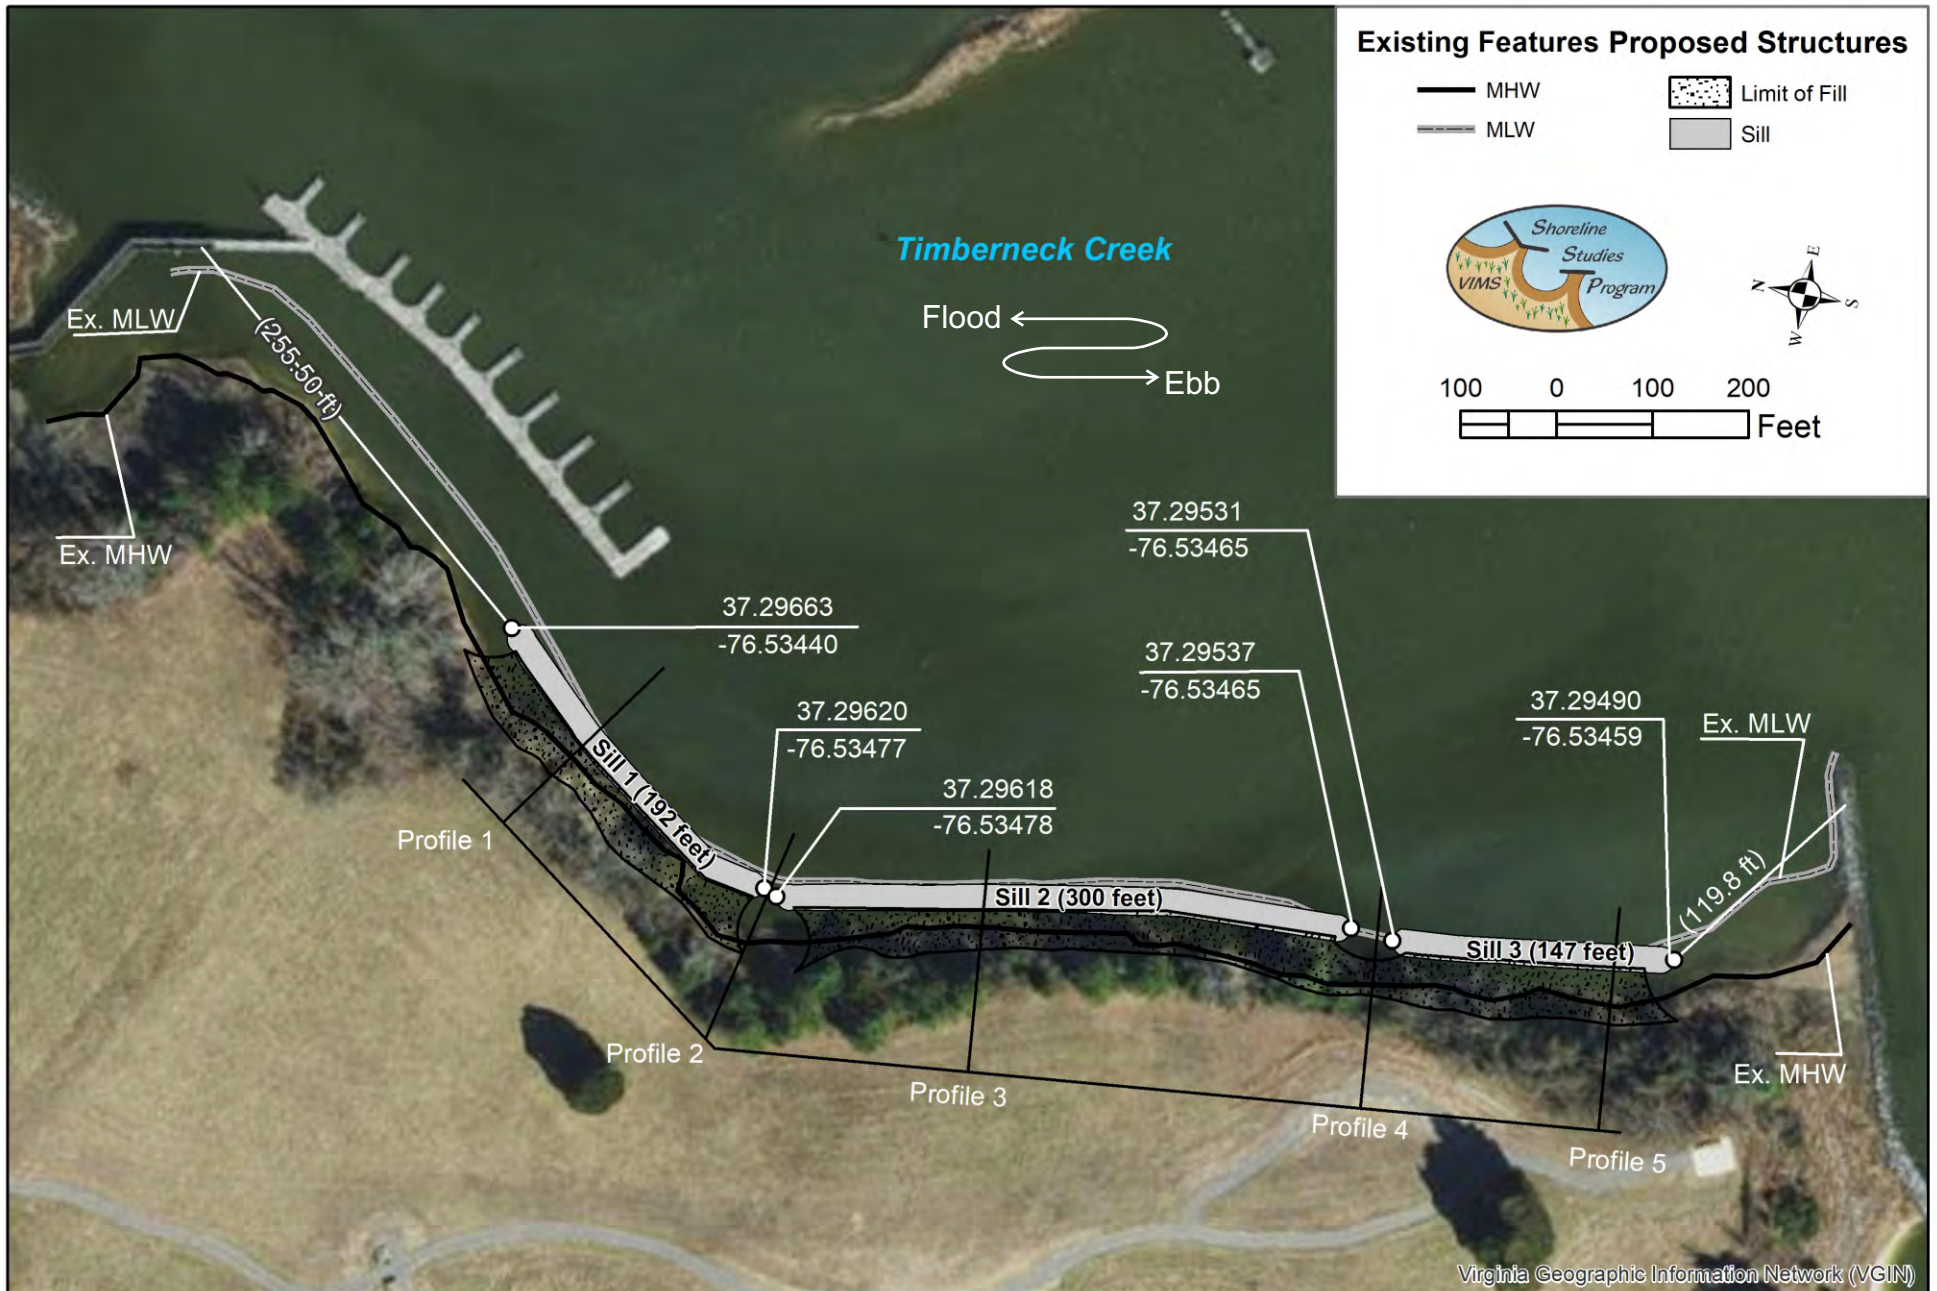 Existing Features Proposed Structures
MHW
Limit of Fill
MLW
Sill
Shoreline
Studies
VIMS
Program
E
N
S
W
100 0 100 200
Feet
Timberneck Creek
Flood
Ebb
Ex. MLW
(255.50-ft)
Ex. MHW
37.29531
-76.53465
37.29663
-76.53440
37.29537
-76.53465
37.29490
-76.53459
Ex. MLW
37.29620
-76.53477
37.29618
-76.53478
Sill 1 (192 feet)
Sill 2 (300 feet)
Sill 3 (147 feet)
(119.8 ft)
Profile 1
Profile 2
Profile 3
Profile 4
Profile 5
Ex. MHW
Virginia Geographic Information Network (VGIN)